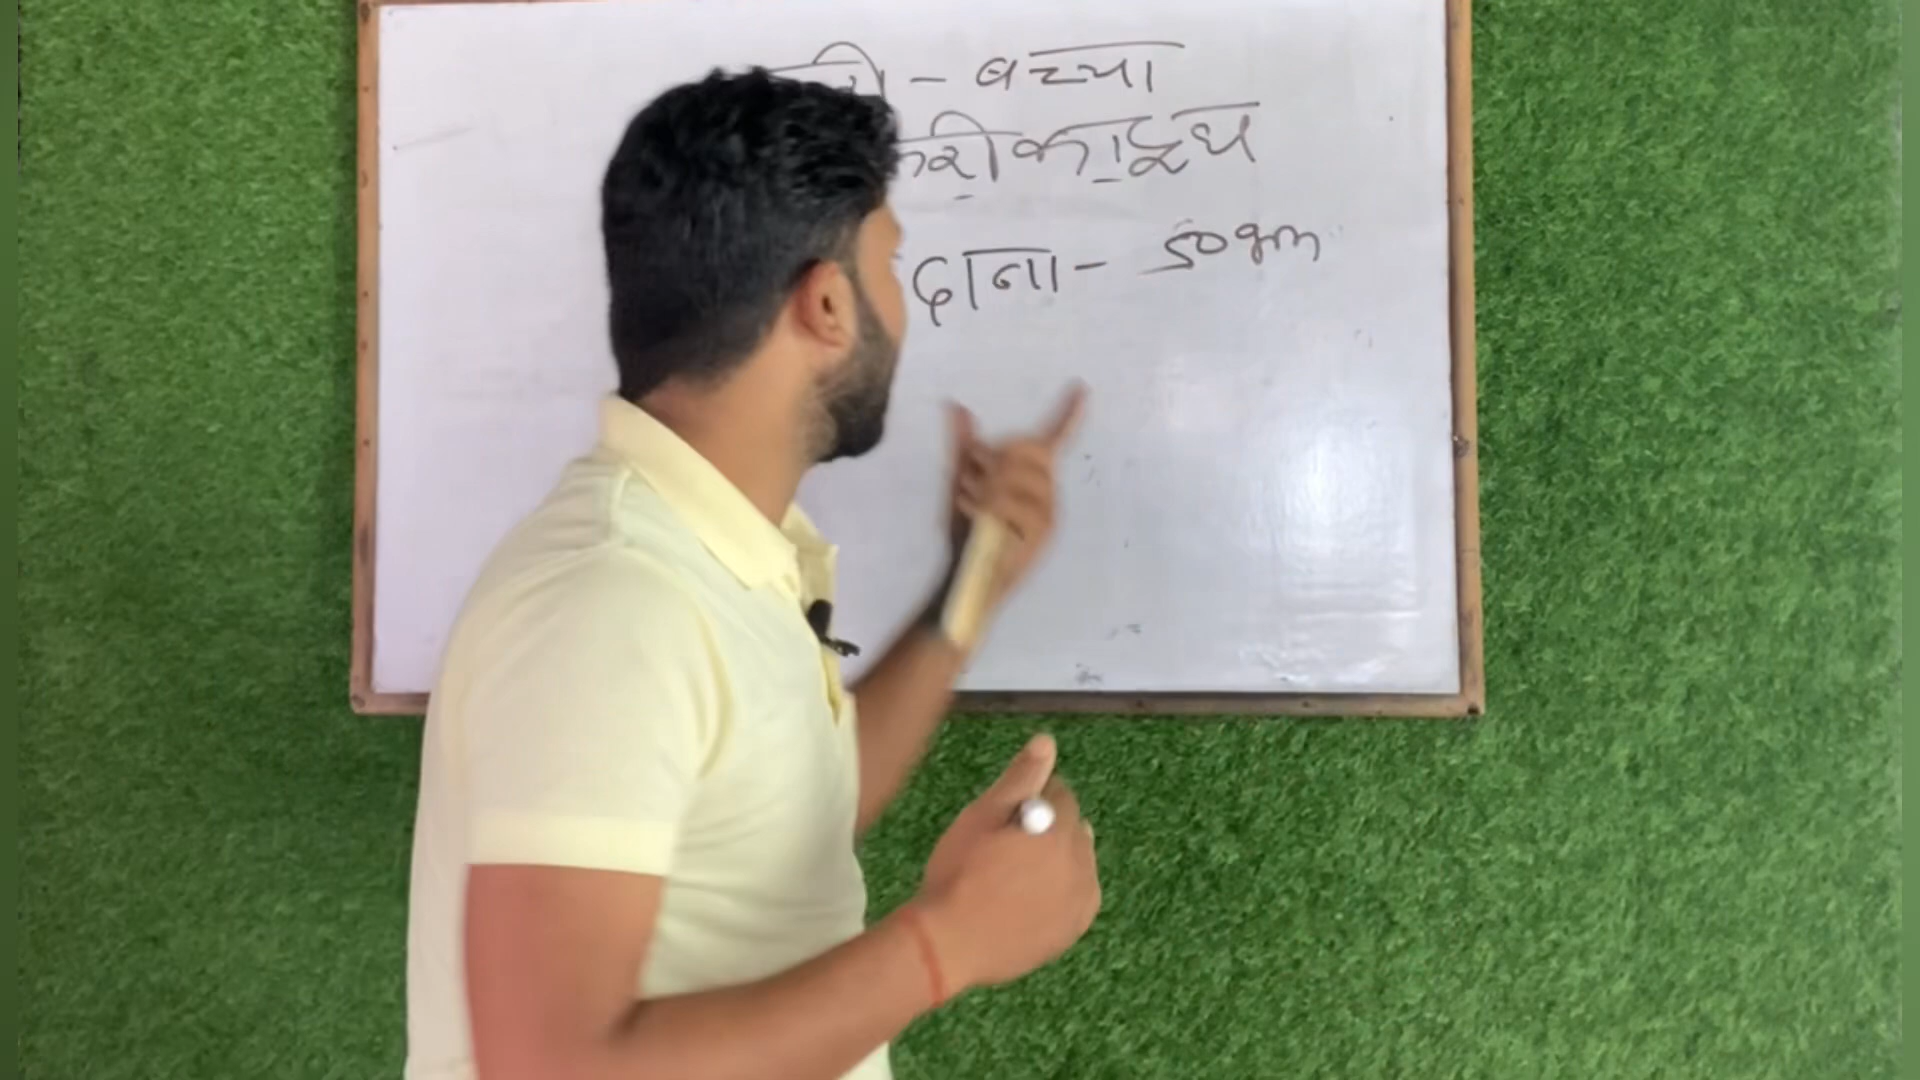 - बच्चा
का दूध
दाना - 50gm